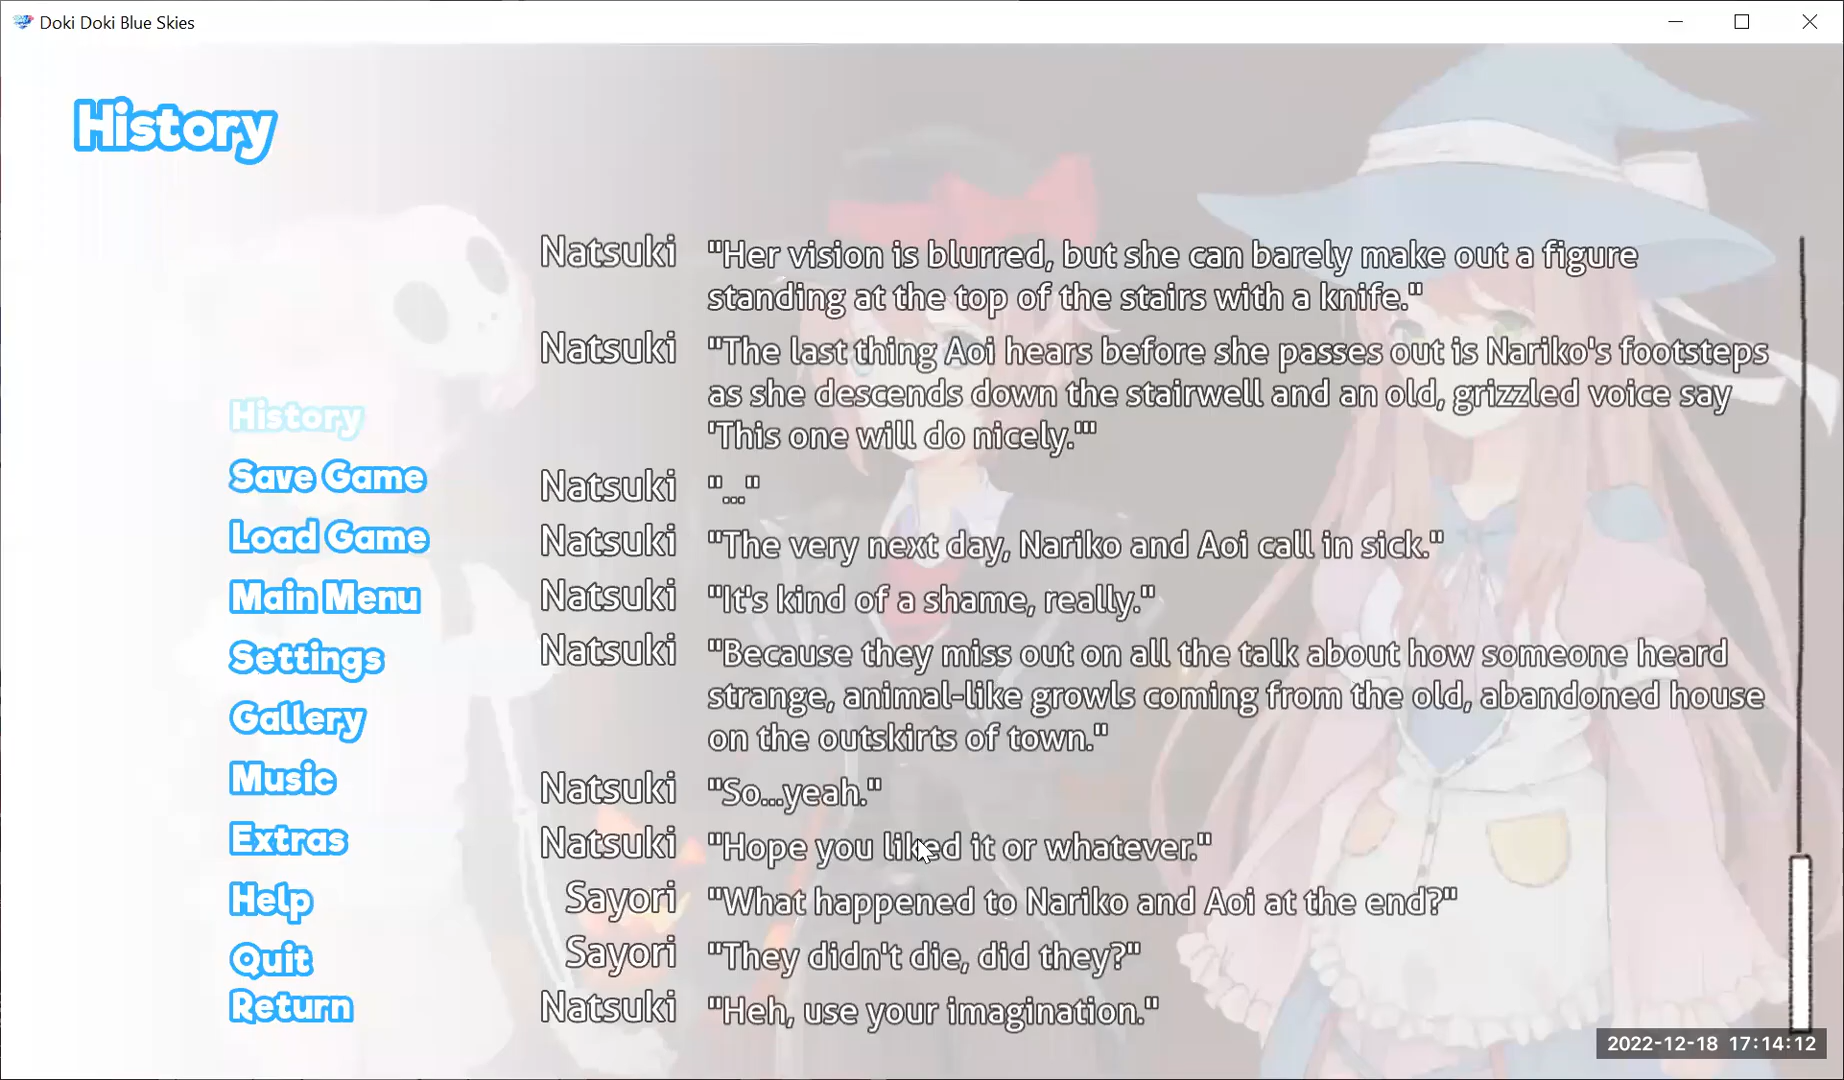 Doki Doki Blue Skies
History
Natsuki "Her vision is blurred, but she can barely make out a figure
standing at the top of the stairs with a knife."
Natsuki "The last thing Aoi hears before she passes out is Nariko's footsteps
as she descends down the stairwell and an old, grizzled voice say
'This one will do nicely.'"
Natsuki "..."
Natsuki "The very next day, Nariko and Aoi call in sick."
Natsuki "It's kind of a shame, really."
Natsuki "Because they miss out on all the talk about how someone heard
strange, animal-like growls coming from the old, abandoned house
on the outskirts of town."
Natsuki "So...yeah."
Natsuki "Hope you liked it or whatever."
Sayori "What happened to Nariko and Aoi at the end?"
Sayori "They didn't die, did they?"
Natsuki "Heh, use your imagination."
History
Save Game
Load Game
Main Menu
Settings
Gallery
Music
Extras
Help
Quit
Return
2022-12-18 17:14:12